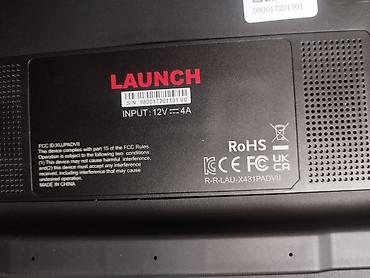 980017201101
LAUNCH
S/N: 980017201101 V0
INPUT: 12V⎓4A
FCC ID:XUJPADVII
This device complies with part 15 of the FCC Rules.
Operation is subject to the following two conditions:
(1) This device may not cause harmful interference,
and(2) this device must accept any interference
received, including interference that may cause
undesired operation.
MADE IN CHINA
RoHS
CE FC UK
CA
R-R-LAU-X431PADVII